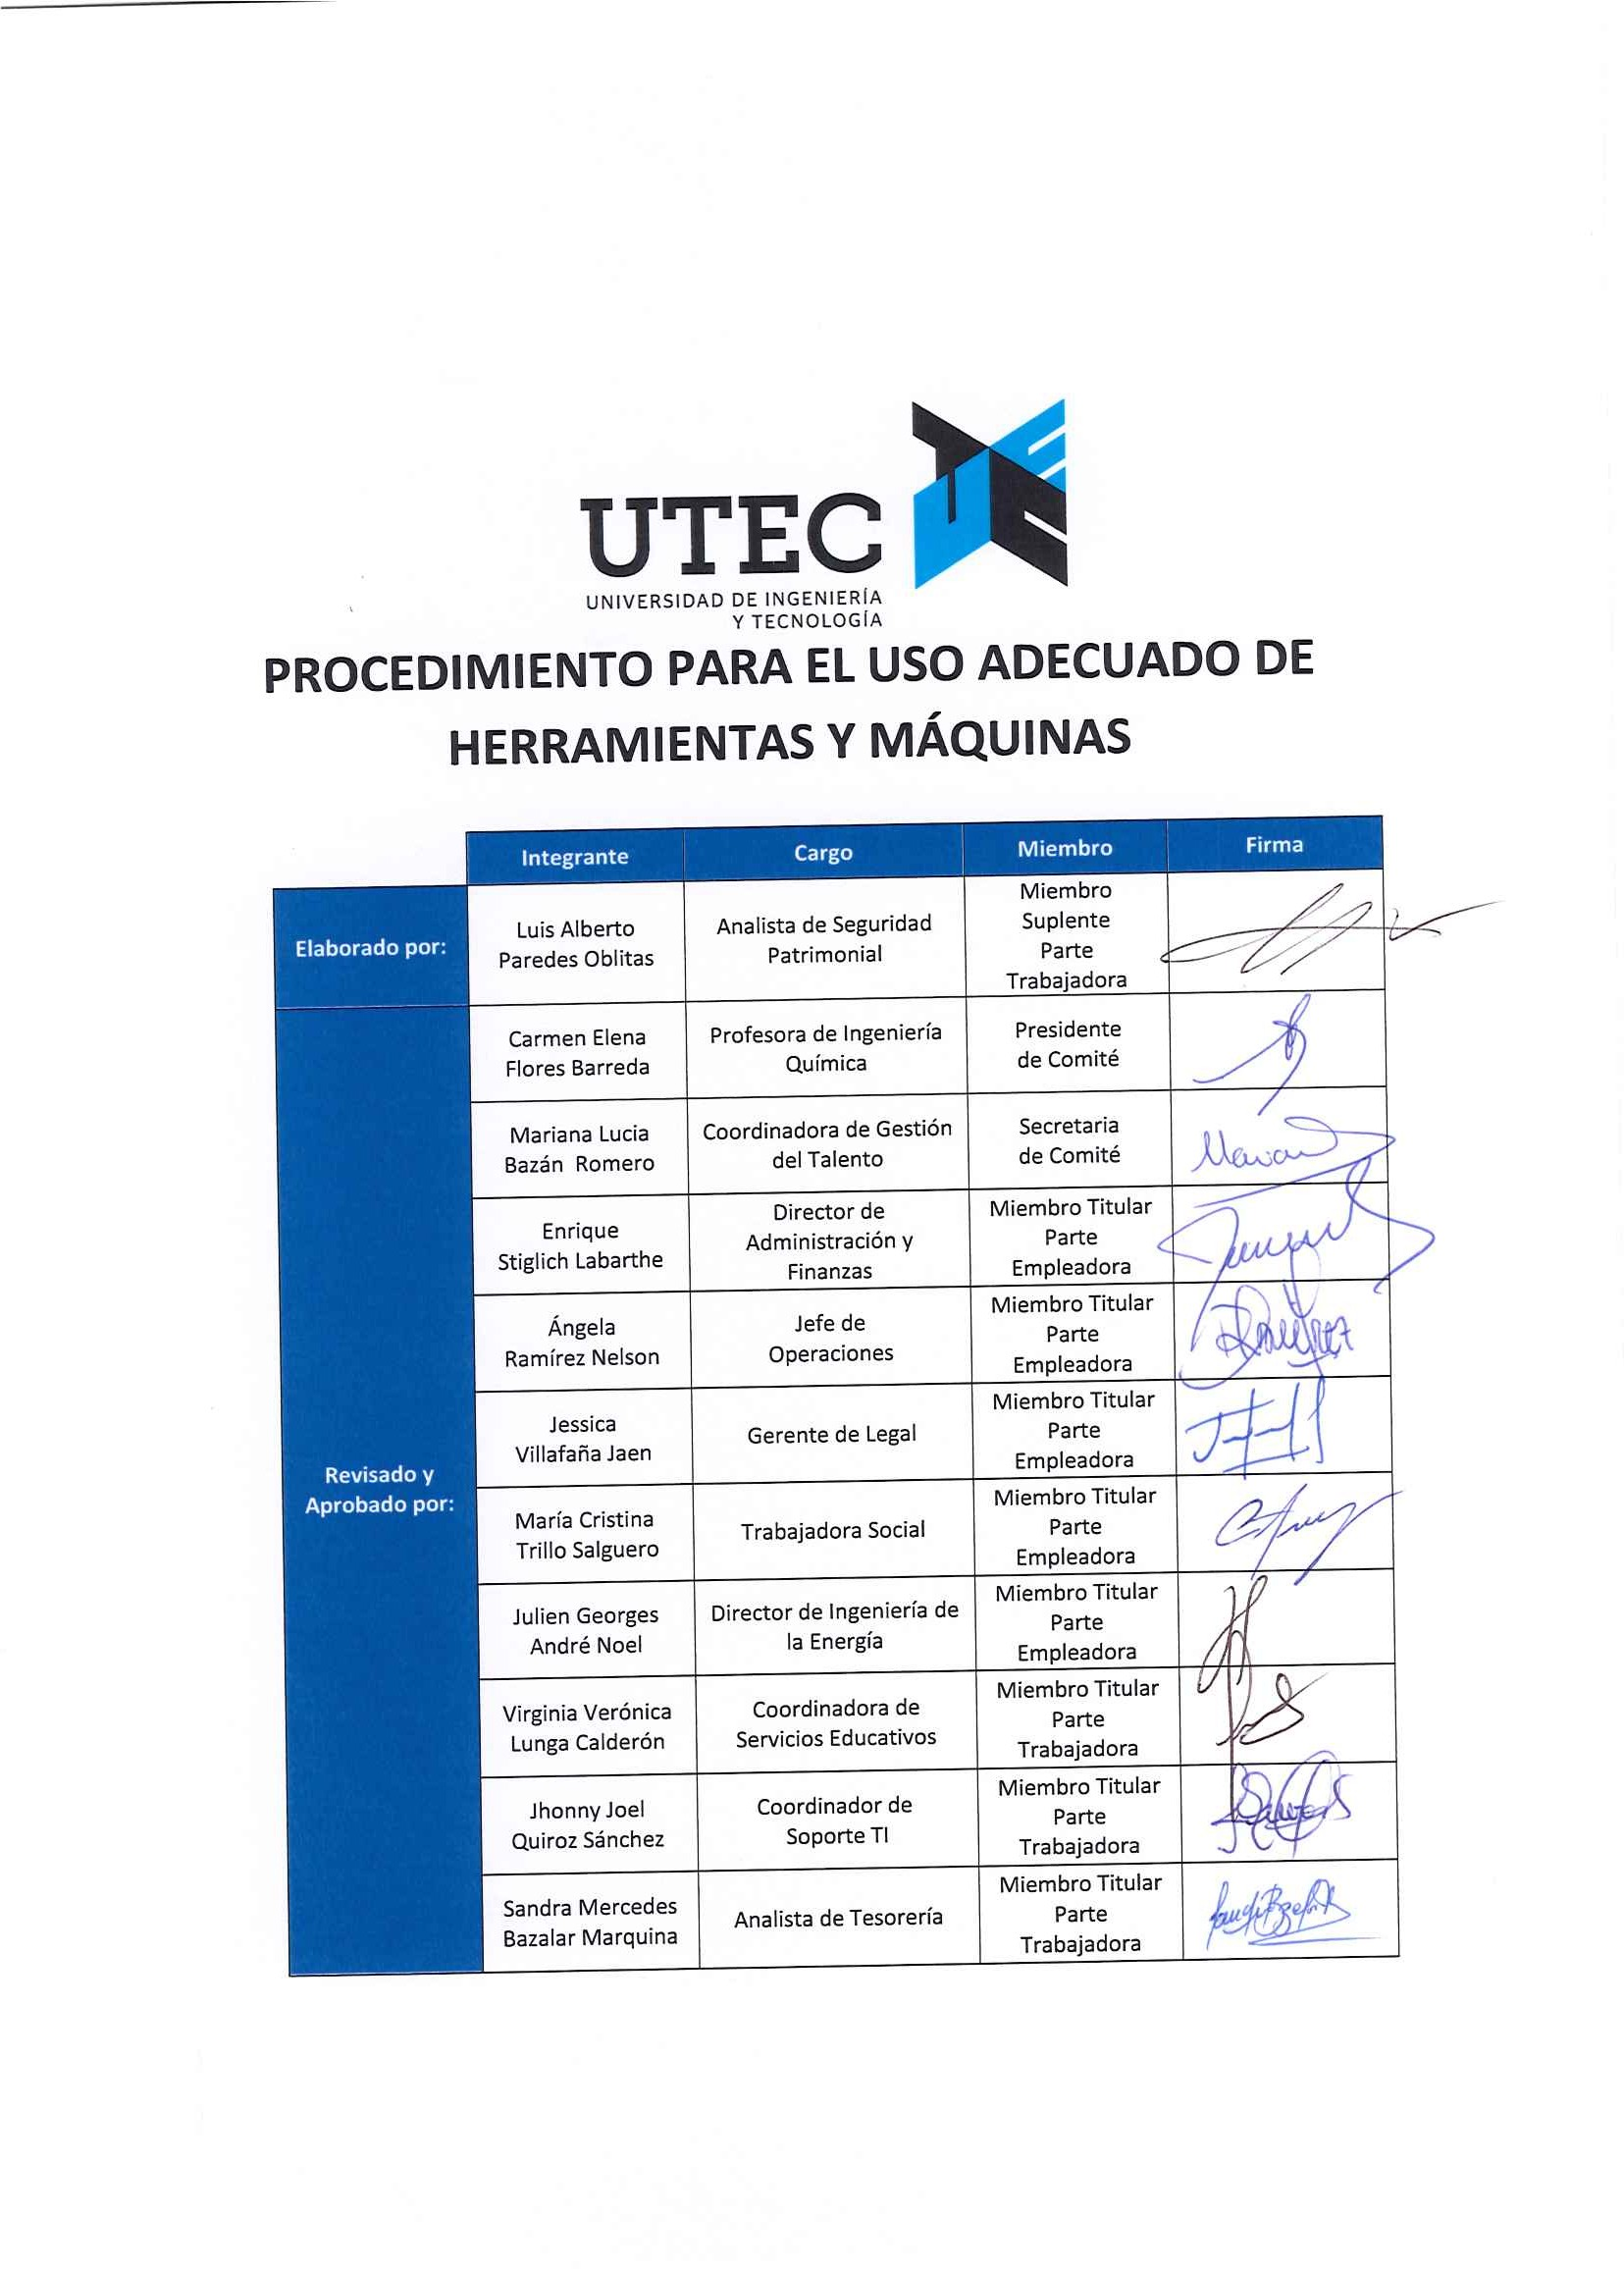 UTEC
UNIVERSIDAD DE INGENIERÍA
Y TECNOLOGÍA
PROCEDIMIENTO PARA EL USO ADECUADO DE
HERRAMIENTAS Y MÁQUINAS
Integrante Cargo Miembro Firma
Elaborado por:
Luis Alberto
Paredes Oblitas
Analista de Seguridad
Patrimonial
Miembro
Suplente
Parte
Trabajadora
Revisado y
Aprobado por:
Carmen Elena
Flores Barreda
Profesora de Ingeniería
Química
Presidente
de Comité
Mariana Lucia
Bazán Romero
Coordinadora de Gestión
del Talento
Secretaria
de Comité
Enrique
Stiglich Labarthe
Director de
Administración y
Finanzas
Miembro Titular
Parte
Empleadora
Ángela
Ramírez Nelson
Jefe de
Operaciones
Miembro Titular
Parte
Empleadora
Jessica
Villafaña Jaen
Gerente de Legal
Miembro Titular
Parte
Empleadora
María Cristina
Trillo Salguero
Trabajadora Social
Miembro Titular
Parte
Empleadora
Julien Georges
André Noel
Director de Ingeniería de
la Energía
Miembro Titular
Parte
Empleadora
Virginia Verónica
Lunga Calderón
Coordinadora de
Servicios Educativos
Miembro Titular
Parte
Trabajadora
Jhonny Joel
Quiroz Sánchez
Coordinador de
Soporte TI
Miembro Titular
Parte
Trabajadora
Sandra Mercedes
Bazalar Marquina
Analista de Tesorería
Miembro Titular
Parte
Trabajadora